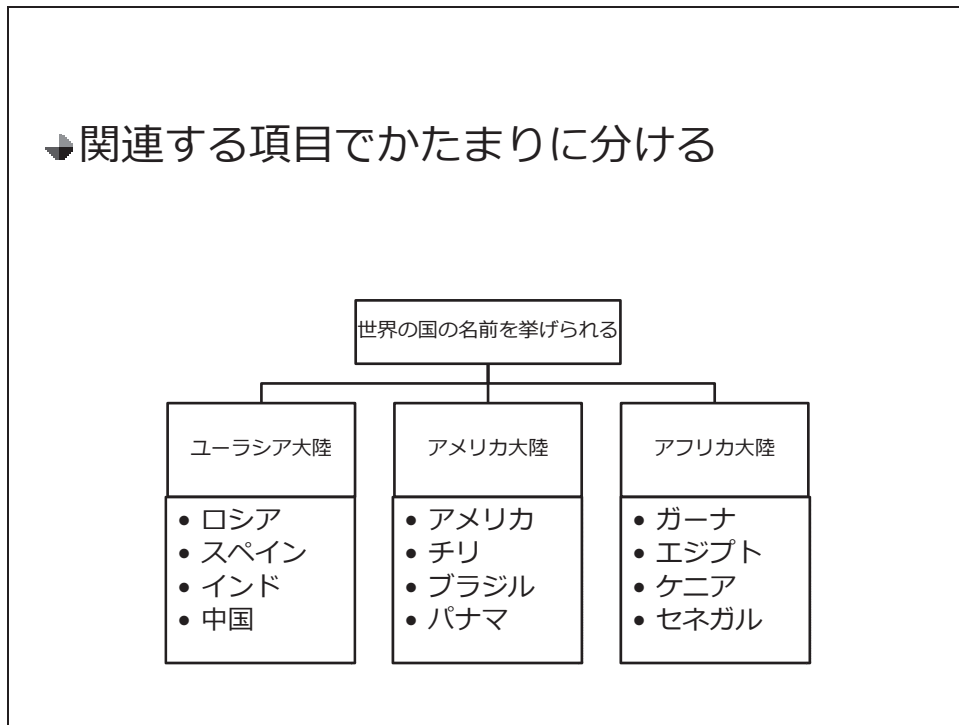 関連する項目でかたまりに分ける
世界の国の名前を挙げられる
ユーラシア大陸
• ロシア
• スペイン
• インド
• 中国
アメリカ大陸
• アメリカ
• チリ
• ブラジル
• パナマ
アフリカ大陸
• ガーナ
• エジプト
• ケニア
• セネガル